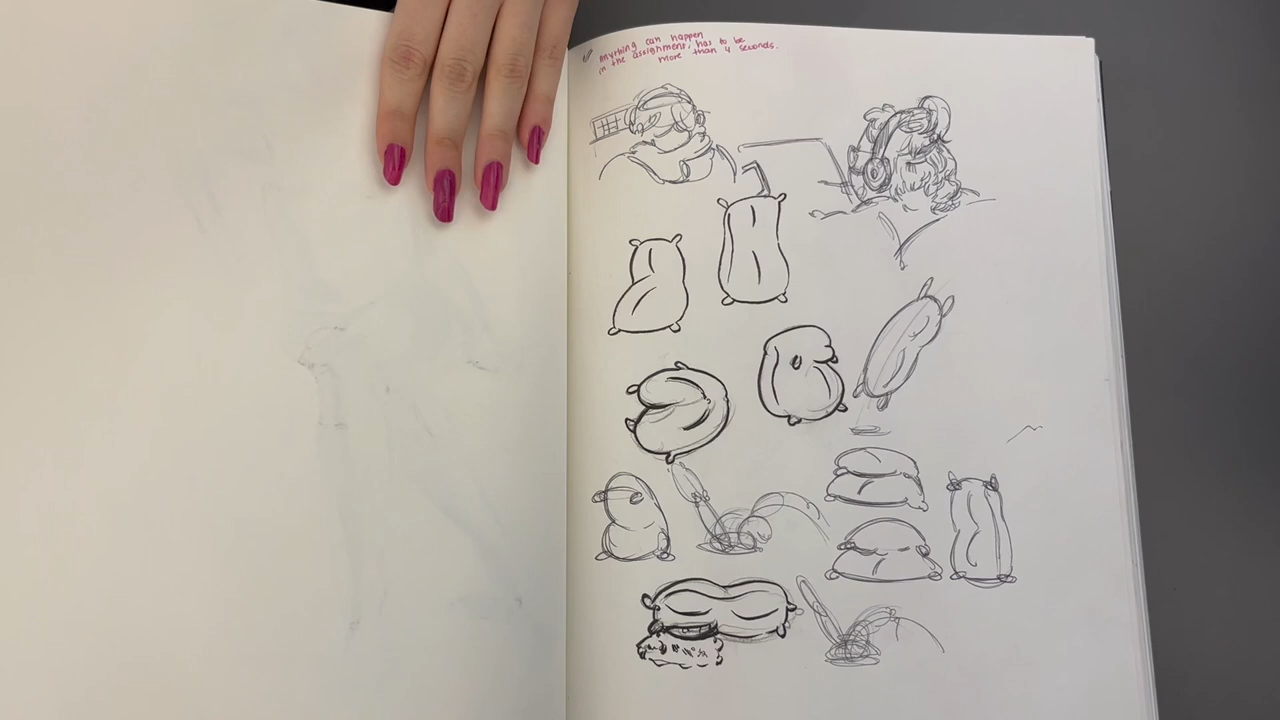 Anything can happen
in the assignment, has to be
more than 4 seconds.